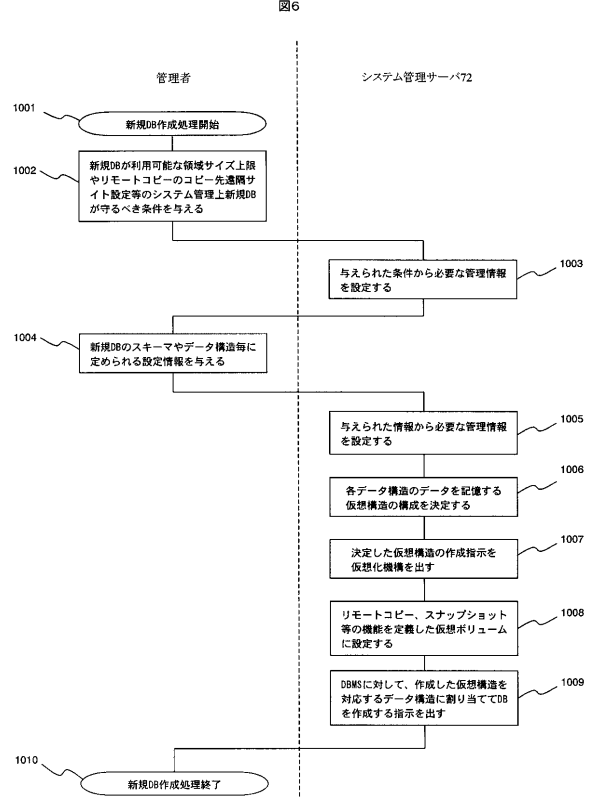 図6
管理者
システム管理サーバ72
1001
新規DB作成処理開始
1002
新規DBが利用可能な領域サイズ上限
やリモートコピーのコピー先遠隔サ
イト設定等のシステム管理上新規DB
が守るべき条件を与える
1003
与えられた条件から必要な管理情報
を設定する
1004
新規DBのスキーマやデータ構造毎に
定められる設定情報を与える
1005
与えられた情報から必要な管理情報
を設定する
1006
各データ構造のデータを記憶する
仮想構造の構成を決定する
1007
決定した仮想構造の作成指示を
仮想化機構を出す
1008
リモートコピー、スナップショット
等の機能を定義した仮想ボリュームに
に設定する
1009
DBMSに対して、作成した仮想構造を
対応するデータ構造に割り当ててDB
を作成する指示を出す
1010
新規DB作成処理終了